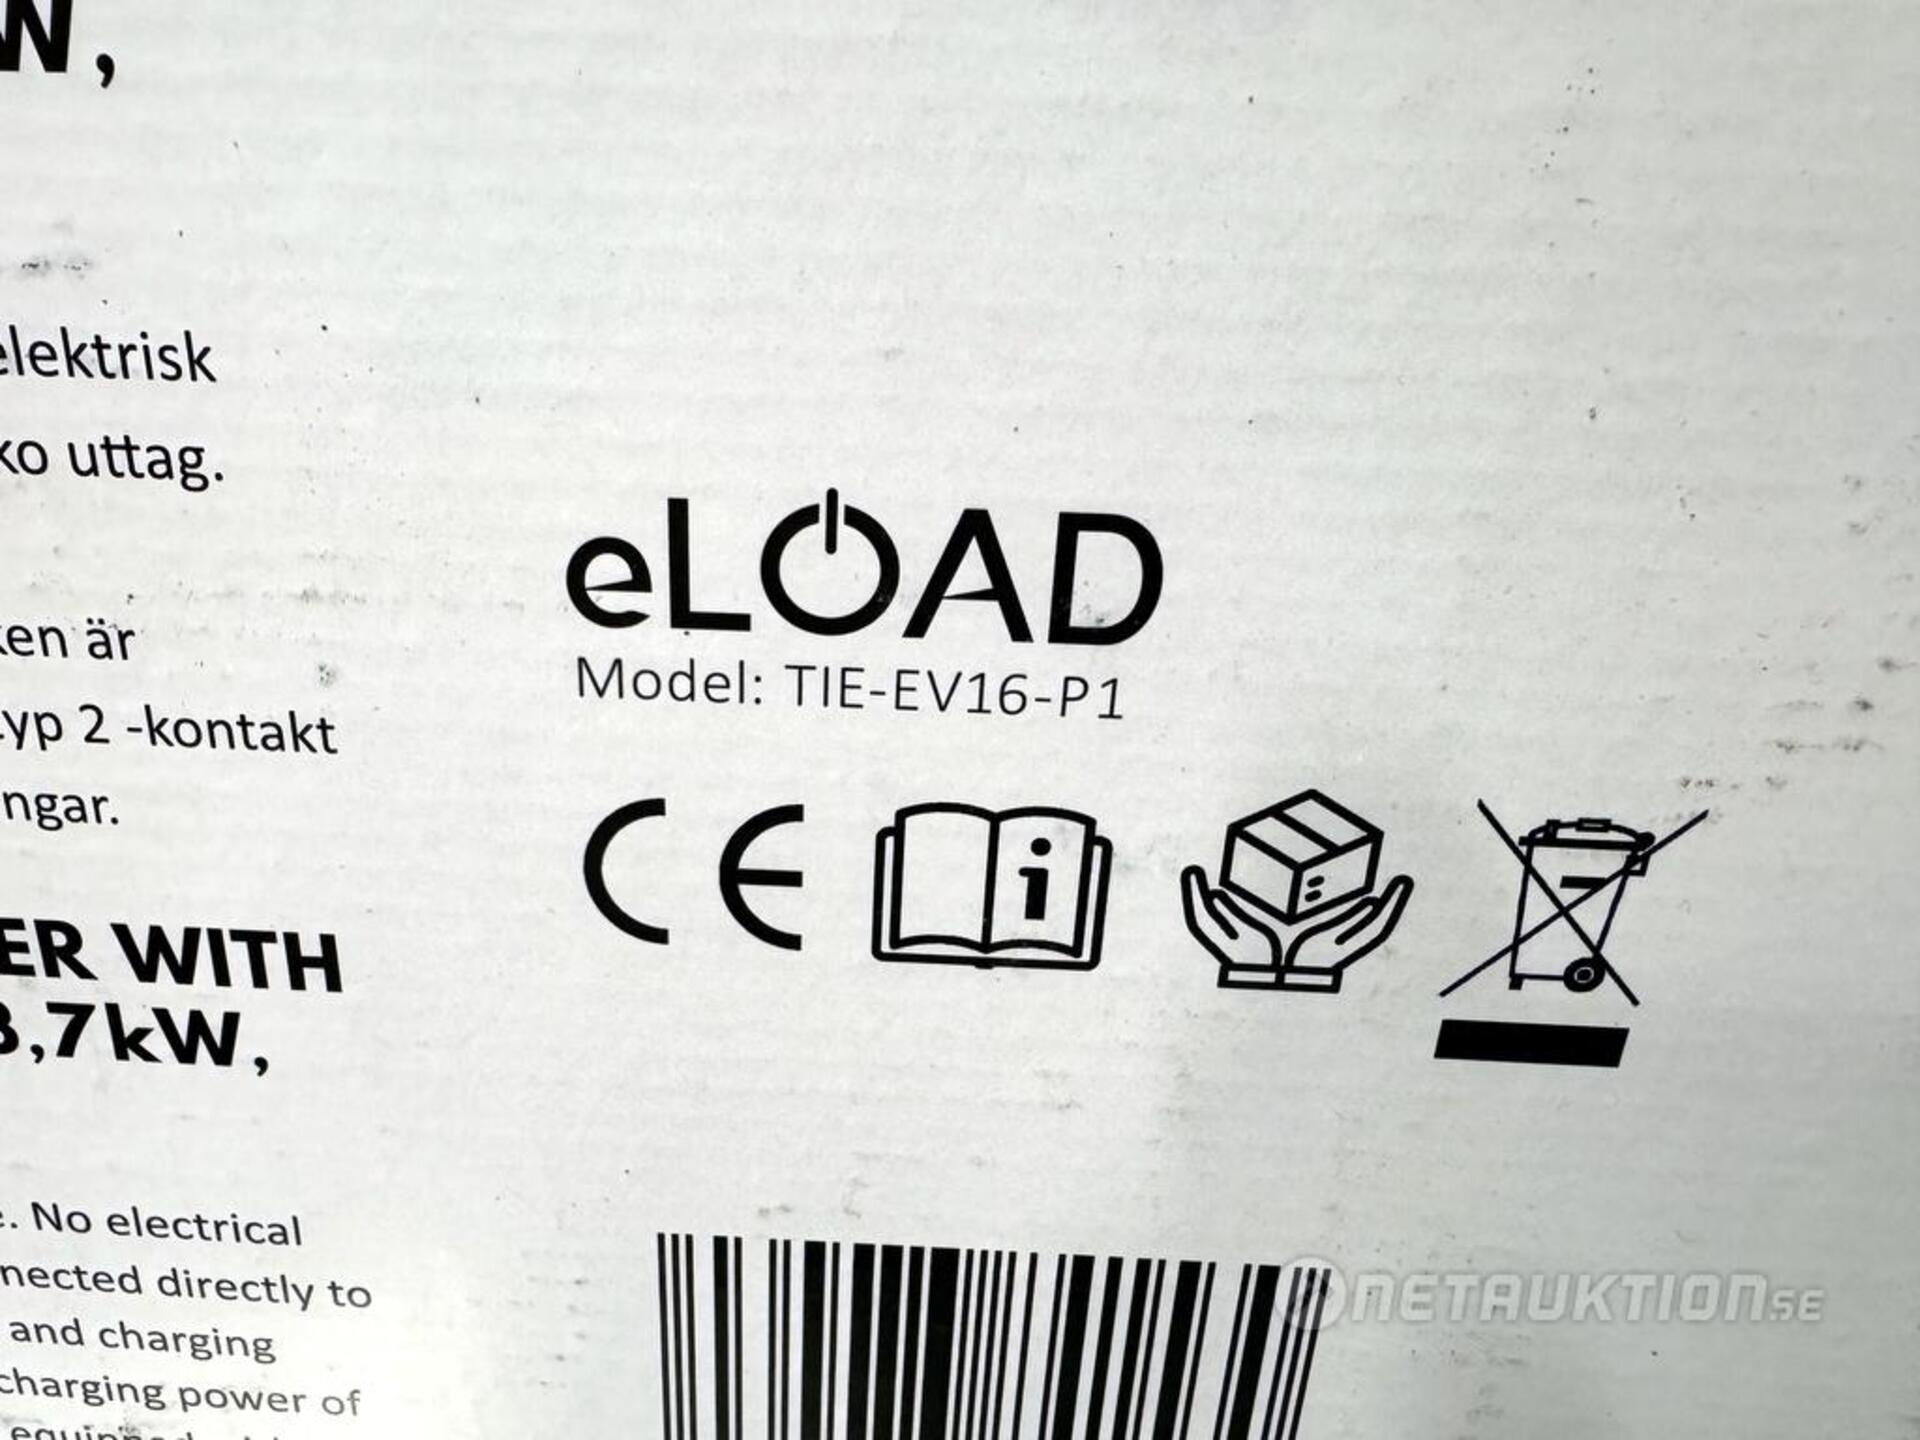 W,
elektrisk
ko uttag.
eLOAD
Model: TIE-EV16-P1
ken är
typ 2 -kontakt
ngar.
CE
i
ER WITH
3,7kW,
e. No electrical
nected directly to
and charging
charging power of
NETAUKTION.SE